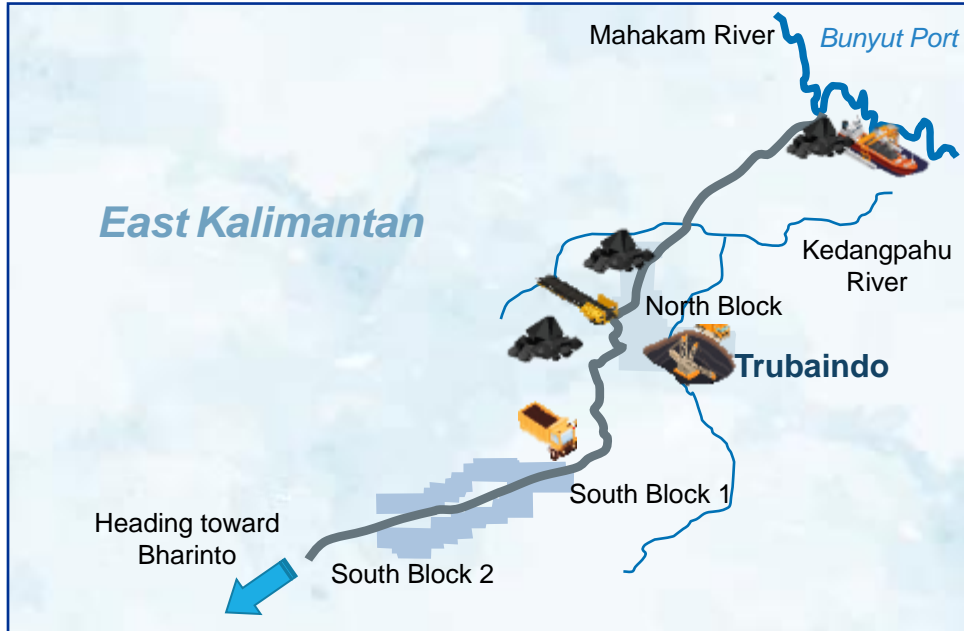 Mahakam River
Bunyut Port
East Kalimantan
Kedangpahu
River
North Block
Trubaindo
South Block 1
Heading toward
Bharinto
South Block 2